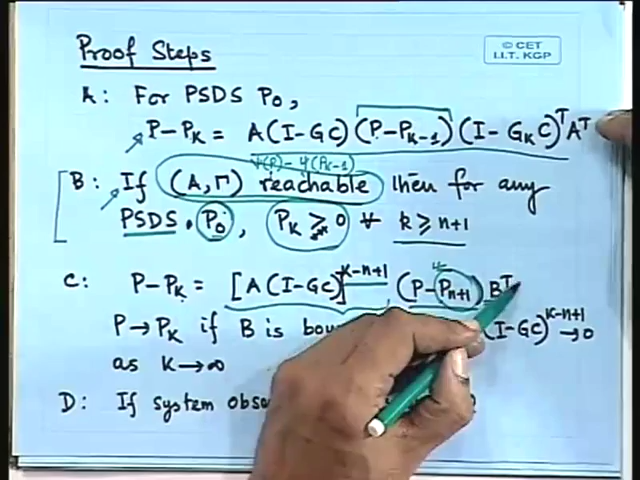 Proof Steps
© CET
I.I.T. KGP
A: For PSDS P₀,
P-P_K = A(I-GC)(P-P_{K-1})(I-G_K C)ᵀAᵀ
Ψ(P) - Ψ(P_{K-1})
B: If (A,Γ) reachable then for any
PSDS . P₀, P_K ≥ 0 ∀ k ≥ n+1
C: P-P_K = [A(I-GC)]^{K-n+1} (P-P_{n+1}) Bᵀ
P→P_K if B is (I-GC)^{K-n+1}→0
as K→∞
D: If system